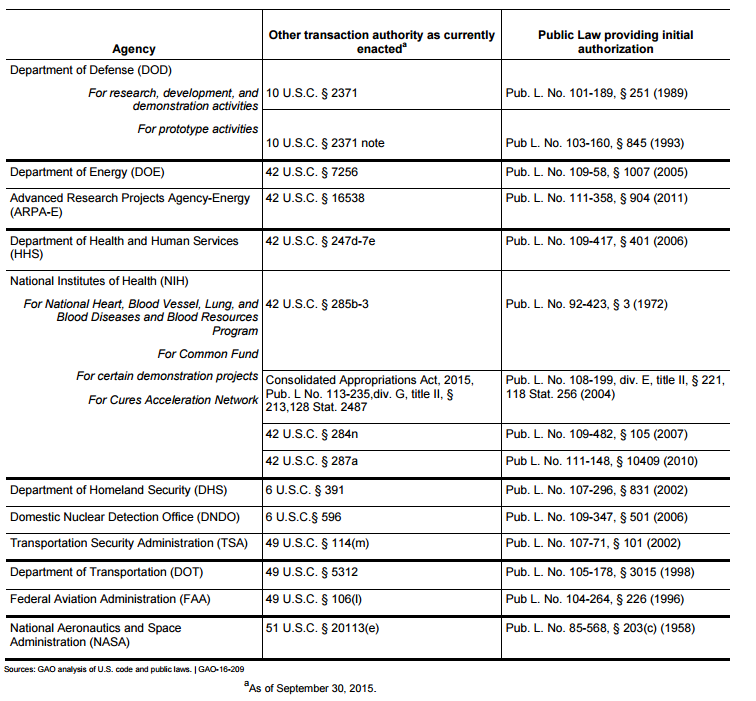 Agency
Other transaction authority as currently
enacted^a
Public Law providing initial
authorization
Department of Defense (DOD)
For research, development, and
demonstration activities
10 U.S.C. § 2371
Pub. L. No. 101-189, § 251 (1989)
For prototype activities
10 U.S.C. § 2371 note
Pub L. No. 103-160, § 845 (1993)
Department of Energy (DOE)
42 U.S.C. § 7256
Pub. L. No. 109-58, § 1007 (2005)
Advanced Research Projects Agency-Energy
(ARPA-E)
42 U.S.C. § 16538
Pub. L. No. 111-358, § 904 (2011)
Department of Health and Human Services
(HHS)
42 U.S.C. § 247d-7e
Pub. L. No. 109-417, § 401 (2006)
National Institutes of Health (NIH)
For National Heart, Blood Vessel, Lung, and
Blood Diseases and Blood Resources
Program
42 U.S.C. § 285b-3
Pub. L. No. 92-423, § 3 (1972)
For Common Fund
For certain demonstration projects
For Cures Acceleration Network
Consolidated Appropriations Act, 2015,
Pub. L No. 113-235,div. G, title II, §
213,128 Stat. 2487
Pub. L. No. 108-199, div. E, title II, § 221,
118 Stat. 256 (2004)
42 U.S.C. § 284n
Pub. L. No. 109-482, § 105 (2007)
42 U.S.C. § 287a
Pub L. No. 111-148, § 10409 (2010)
Department of Homeland Security (DHS)
6 U.S.C. § 391
Pub. L. No. 107-296, § 831 (2002)
Domestic Nuclear Detection Office (DNDO)
6 U.S.C.§ 596
Pub. L. No. 109-347, § 501 (2006)
Transportation Security Administration (TSA)
49 U.S.C. § 114(m)
Pub. L. No. 107-71, § 101 (2002)
Department of Transportation (DOT)
49 U.S.C. § 5312
Pub. L. No. 105-178, § 3015 (1998)
Federal Aviation Administration (FAA)
49 U.S.C. § 106(l)
Pub L. No. 104-264, § 226 (1996)
National Aeronautics and Space
Administration (NASA)
51 U.S.C. § 20113(e)
Pub. L. No. 85-568, § 203(c) (1958)
Sources: GAO analysis of U.S. code and public laws. | GAO-16-209
^aAs of September 30, 2015.